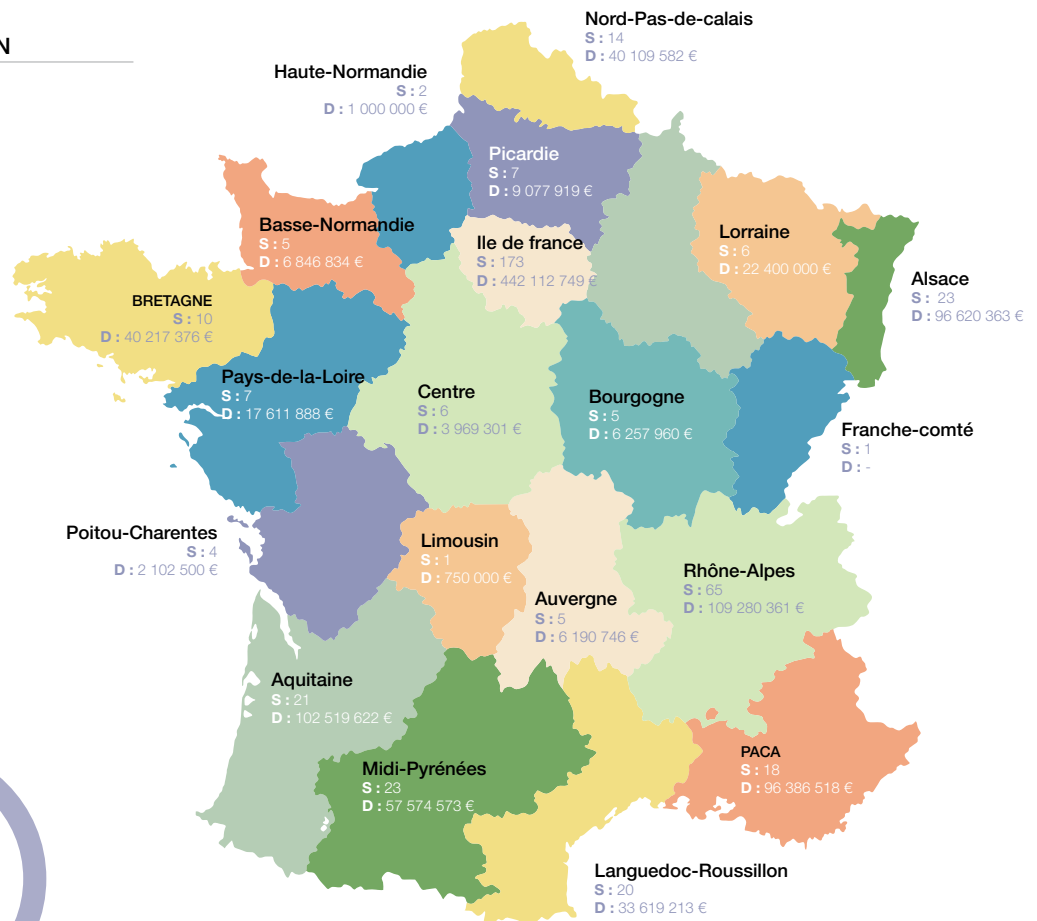 N
Nord-Pas-de-calais
S : 14
D : 40 109 582 €
Haute-Normandie
S : 2
D : 1 000 000 €
Picardie
S : 7
D : 9 077 919 €
Basse-Normandie
S : 5
D : 6 846 834 €
Ile de france
S : 173
D : 442 112 749 €
Lorraine
S : 6
D : 22 400 000 €
Alsace
S : 23
D : 96 620 363 €
BRETAGNE
S : 10
D : 40 217 376 €
Pays-de-la-Loire
S : 7
D : 17 611 888 €
Centre
S : 6
D : 3 969 301 €
Bourgogne
S : 5
D : 6 257 960 €
Franche-comté
S : 1
D : -
Poitou-Charentes
S : 4
D : 2 102 500 €
Limousin
S : 1
D : 750 000 €
Auvergne
S : 5
D : 6 190 746 €
Rhône-Alpes
S : 65
D : 109 280 361 €
Aquitaine
S : 21
D : 102 519 622 €
Midi-Pyrénées
S : 23
D : 57 574 573 €
PACA
S : 18
D : 96 386 518 €
Languedoc-Roussillon
S : 20
D : 33 619 213 €